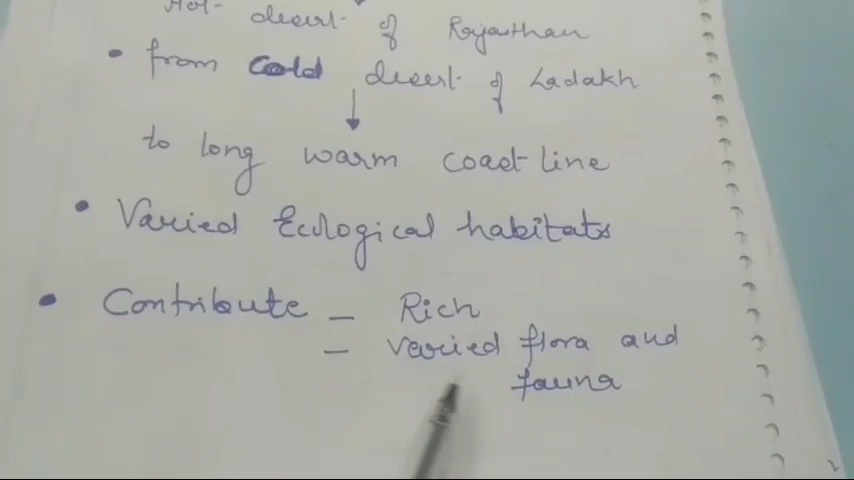 Hot desert of Rajasthan
• from Cold desert of Ladakh
↓
to long warm coast line
• Varied Ecological habitats
• Contribute – Rich
– varied flora and
fauna